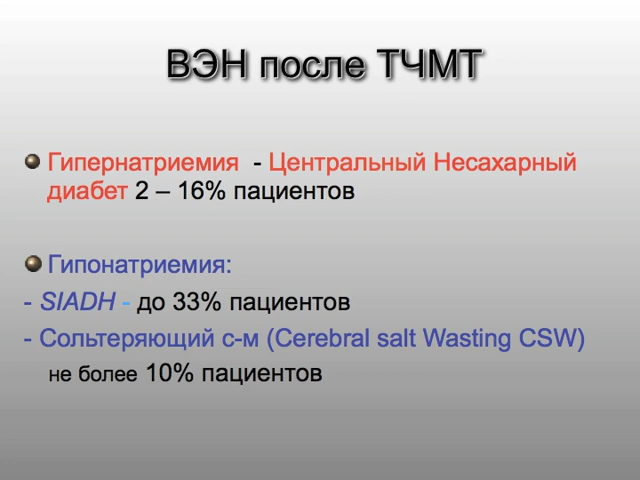 ВЭН после ТЧМТ
Гипернатриемия - Центральный Несахарный
диабет 2 – 16% пациентов
Гипонатриемия:
- SIADH - до 33% пациентов
- Сольтеряющий с-м (Cerebral salt Wasting CSW)
не более 10% пациентов